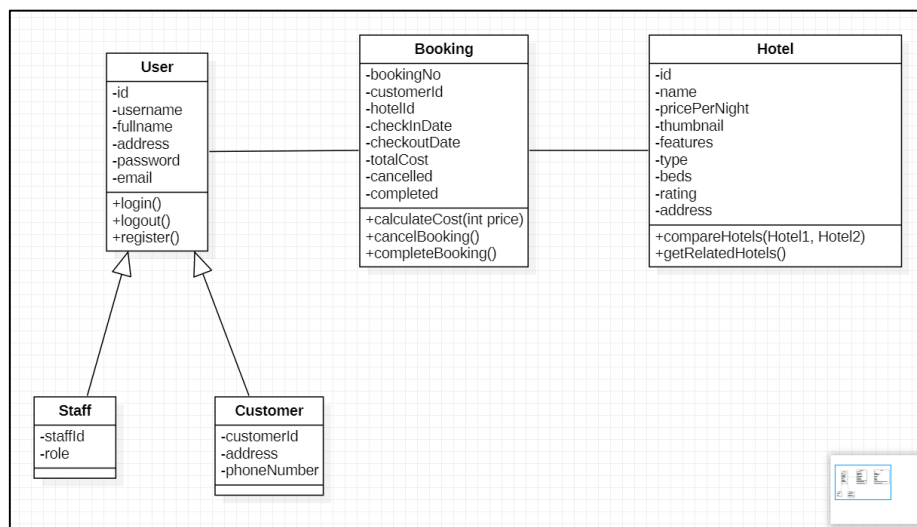 User
-id
-username
-fullname
-address
-password
-email
+login()
+logout()
+register()
Booking
-bookingNo
-customerId
-hotelId
-checkInDate
-checkoutDate
-totalCost
-cancelled
-completed
+calculateCost(int price)
+cancelBooking()
+completeBooking()
Hotel
-id
-name
-pricePerNight
-thumbnail
-features
-type
-beds
-rating
-address
+compareHotels(Hotel1, Hotel2)
+getRelatedHotels()
Staff
-staffId
-role
Customer
-customerId
-address
-phoneNumber